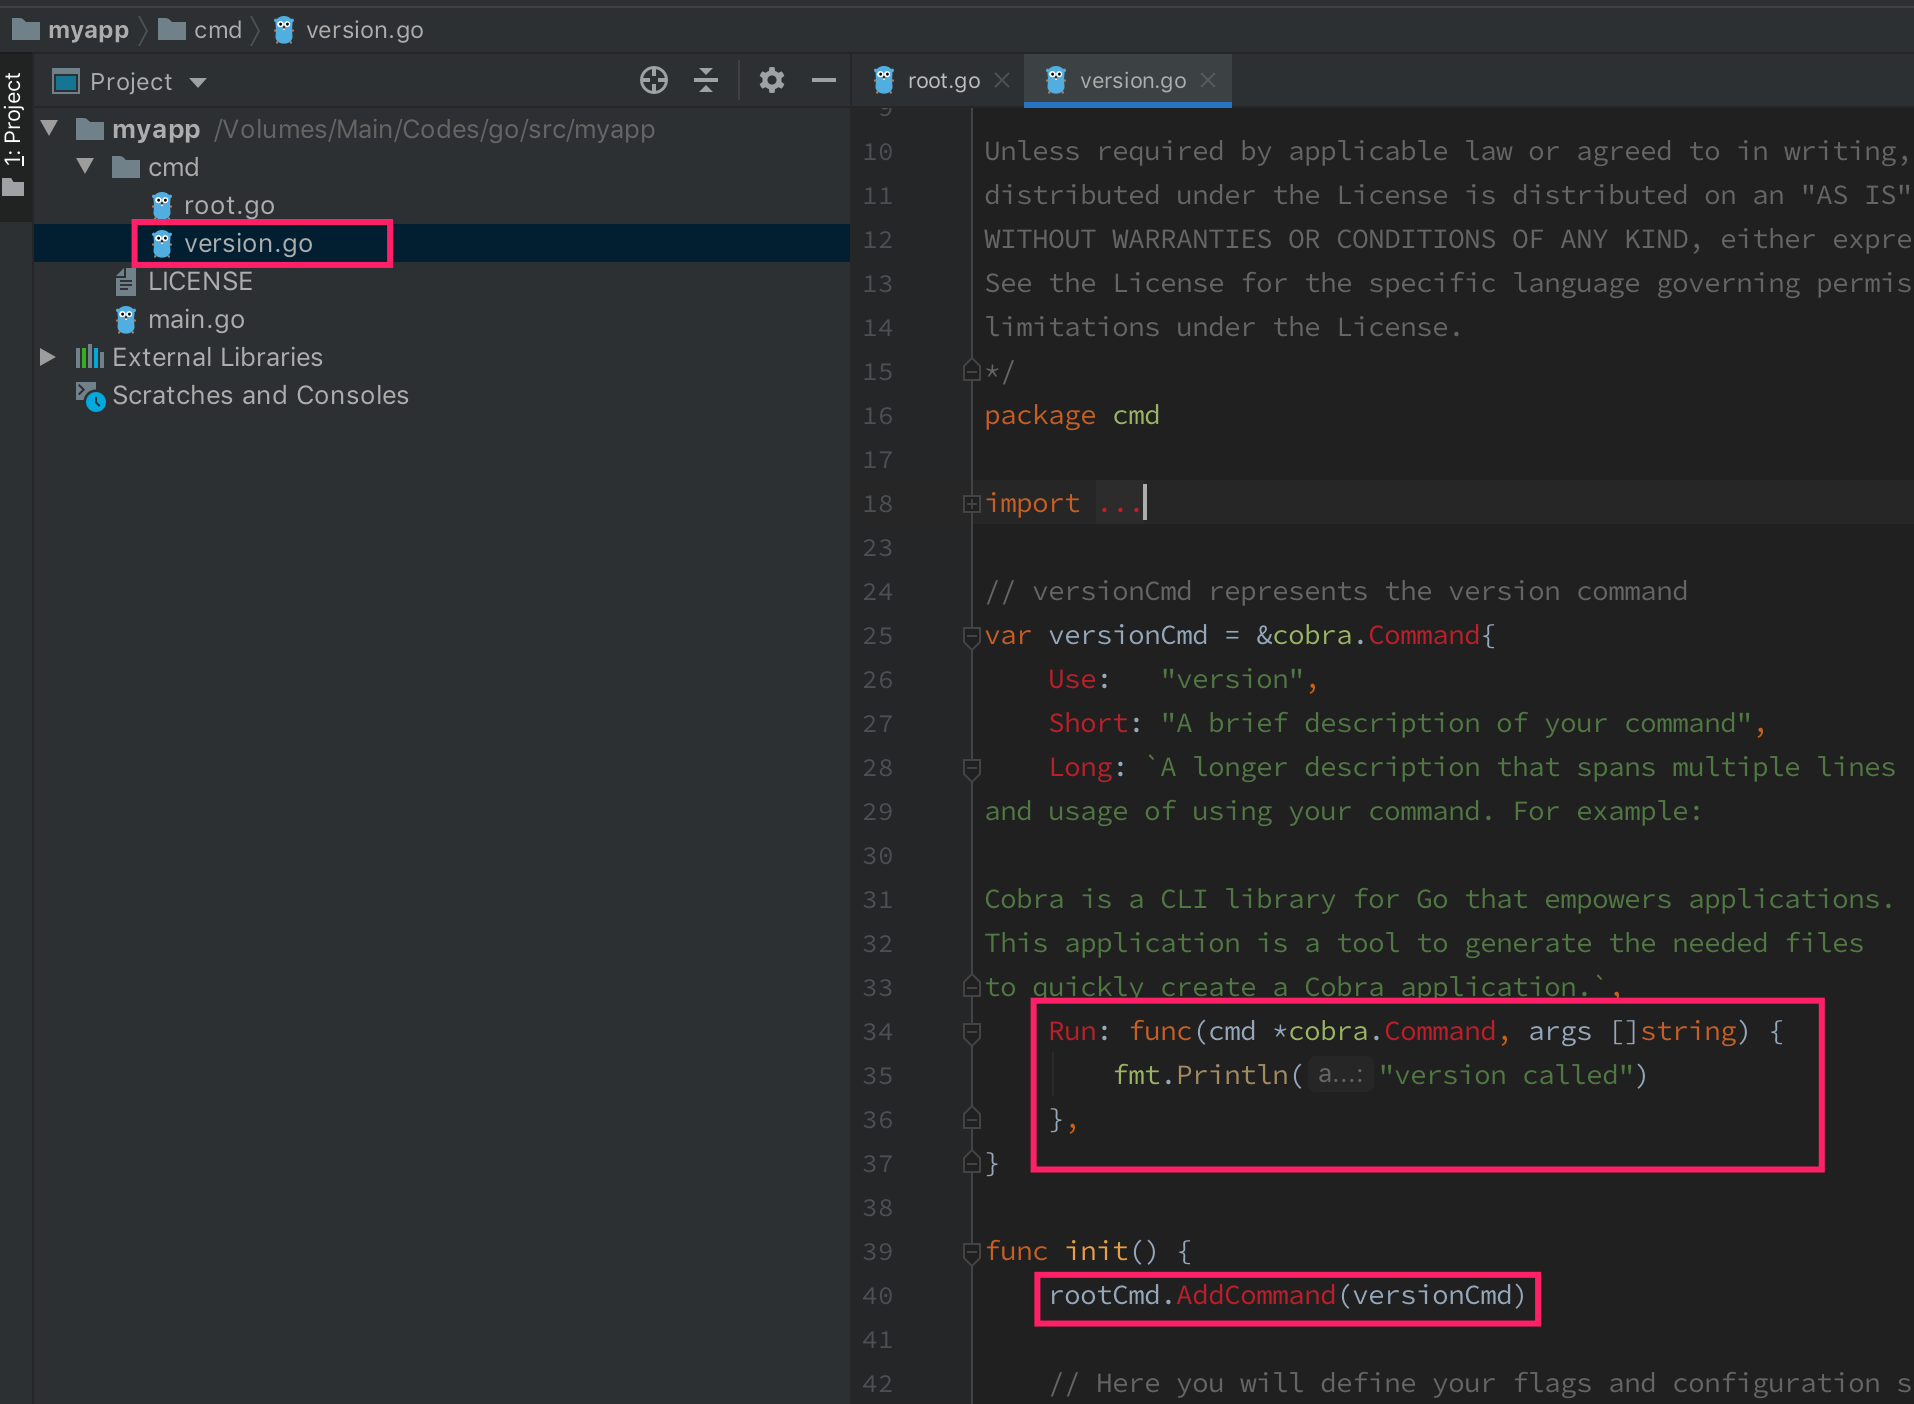 myapp cmd version.go
1: Project
Project
myapp /Volumes/Main/Codes/go/src/myapp
cmd
root.go
version.go
LICENSE
main.go
External Libraries
Scratches and Consoles
root.go version.go
9
10 Unless required by applicable law or agreed to in writing,
11 distributed under the License is distributed on an "AS IS"
12 WITHOUT WARRANTIES OR CONDITIONS OF ANY KIND, either expre
13 See the License for the specific language governing permis
14 limitations under the License.
15 */
16 package cmd
17
18 import ...
23
24 // versionCmd represents the version command
25 var versionCmd = &cobra.Command{
26 Use:   "version",
27 Short: "A brief description of your command",
28 Long: `A longer description that spans multiple lines
29 and usage of using your command. For example:
30
31 Cobra is a CLI library for Go that empowers applications.
32 This application is a tool to generate the needed files
33 to quickly create a Cobra application.`,
34 Run: func(cmd *cobra.Command, args []string) {
35 fmt.Println( a...: "version called")
36 },
37 }
38
39 func init() {
40 rootCmd.AddCommand(versionCmd)
41
42 // Here you will define your flags and configuration s